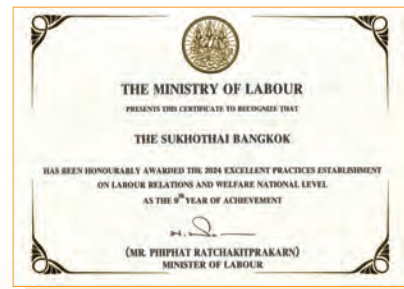 THE MINISTRY OF LABOUR
PRESENTS THIS CERTIFICATE TO RECOGNIZE THAT
THE SUKHOTHAI BANGKOK
HAS BEEN HONOURABLY AWARDED THE 2024 EXCELLENT PRACTICES ESTABLISHMENT
ON LABOUR RELATIONS AND WELFARE NATIONAL LEVEL
AS THE 9th YEAR OF ACHIEVEMENT
(MR. PHIPHAT RATCHAKITPRAKARN)
MINISTER OF LABOUR